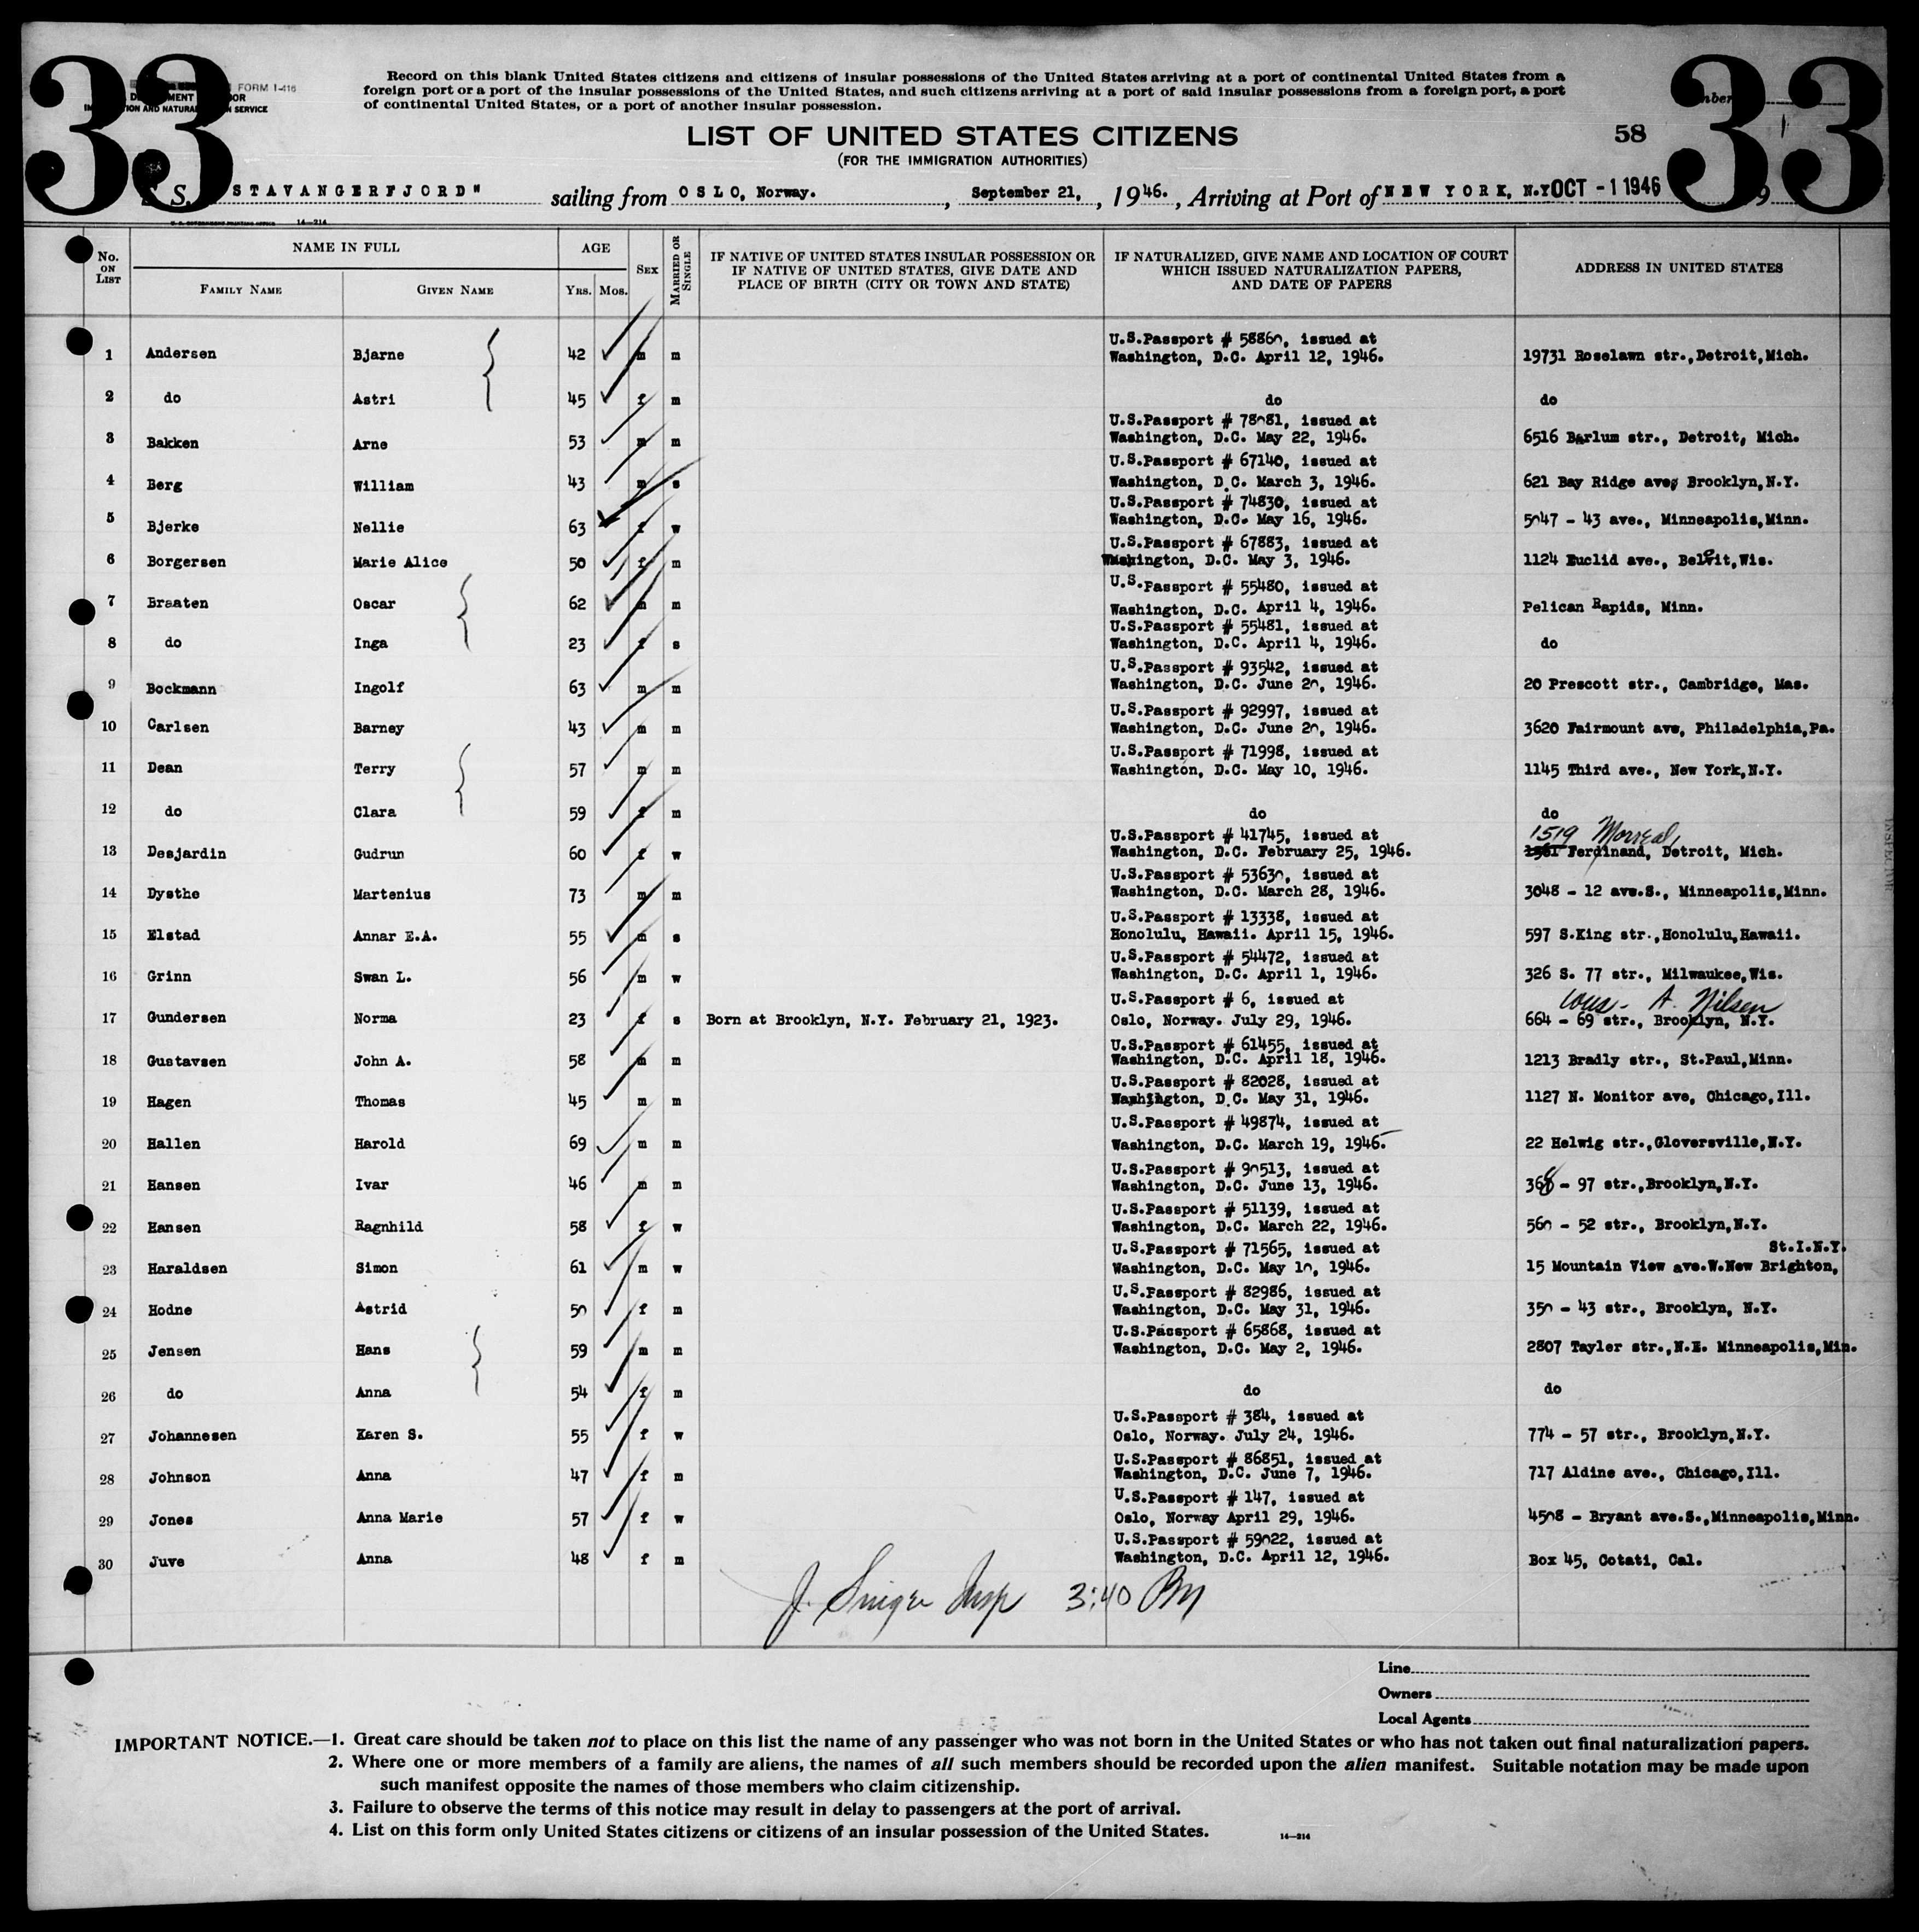 33 33
FORM I-416
IMMIGRATION AND NATURALIZATION SERVICE
Record on this blank United States citizens and citizens of insular possessions of the United States arriving at a port of continental United States from a
foreign port or a port of the insular possessions of the United States, and such citizens arriving at a port of said insular possessions from a foreign port, a port
of continental United States, or a port of another insular possession.
LIST OF UNITED STATES CITIZENS
58
(FOR THE IMMIGRATION AUTHORITIES)
S. STAVANGERFJORD" sailing from OSLO, Norway. , September 21, , 1946. , Arriving at Port of NEW YORK, N.Y OCT -1 1946
14—214
No. ON LIST
NAME IN FULL
FAMILY NAME
GIVEN NAME
AGE
YRS. MOS.
SEX
MARRIED OR SINGLE
IF NATIVE OF UNITED STATES INSULAR POSSESSION OR
IF NATIVE OF UNITED STATES, GIVE DATE AND
PLACE OF BIRTH (CITY OR TOWN AND STATE)
IF NATURALIZED, GIVE NAME AND LOCATION OF COURT
WHICH ISSUED NATURALIZATION PAPERS,
AND DATE OF PAPERS
ADDRESS IN UNITED STATES
U.S.Passport # 58860, issued at
1 Andersen Bjarne 42 m m Washington, D.C. April 12, 1946. 19731 Roselawn str.,Detroit,Mich.
2 do Astri 45 f m do do
U.S.Passport # 78081, issued at
3 Bakken Arne 53 m m Washington, D.C. May 22, 1946. 6516 Barlum str., Detroit, Mich.
U.S.Passport # 67140, issued at
4 Berg William 43 m s Washington, D.C. March 3, 1946. 621 Bay Ridge ave, Brooklyn,N.Y.
U.S.Passport # 74830, issued at
5 Bjerke Nellie 63 f w Washington, D.C. May 16, 1946. 5047 - 43 ave., Minneapolis,Minn.
U.S.Passport # 67883, issued at
6 Borgersen Marie Alice 50 f m Washington, D.C. May 3, 1946. 1124 Euclid ave., Beloit,Wis.
U.S.Passport # 55480, issued at
7 Braaten Oscar 62 m m Washington, D.C. April 4, 1946. Pelican Rapids, Minn.
U.S.Passport # 55481, issued at
8 do Inga 23 f s Washington, D.C. April 4, 1946. do
U.S.Passport # 93542, issued at
9 Bockmann Ingolf 63 m m Washington, D.C. June 20, 1946. 20 Prescott str., Cambridge, Mas.
U.S.Passport # 92997, issued at
10 Carlsen Barney 43 m m Washington, D.C. June 20, 1946. 3620 Fairmount ave, Philadelphia,Pa.
U.S.Passport # 71998, issued at
11 Dean Terry 57 m m Washington, D.C. May 10, 1946. 1145 Third ave., New York,N.Y.
12 do Clara 59 f m do do
U.S.Passport # 41745, issued at 1519
13 Desjardin Gudrun 60 f w Washington, D.C. February 25, 1946. Ferdinand, Detroit, Mich.
U.S.Passport # 53630, issued at
14 Dysthe Martenius 73 m m Washington, D.C. March 28, 1946. 3048 - 12 ave.S., Minneapolis,Minn.
U.S.Passport # 13338, issued at
15 Elstad Annar E.A. 55 m s Honolulu, Hawaii. April 15, 1946. 597 S.King str.,Honolulu,Hawaii.
U.S.Passport # 54472, issued at
16 Grinn Swan L. 56 m w Washington, D.C. April 1, 1946. 326 S. 77 str., Milwaukee,Wis.
U.S.Passport # 6, issued at A. Nilsen
17 Gundersen Norma 23 f s Born at Brooklyn, N.Y. February 21, 1923. Oslo, Norway. July 29, 1946. 664 - 69 str., Brooklyn, N.Y.
U.S.Passport # 61455, issued at
18 Gustavsen John A. 58 m m Washington, D.C. April 18, 1946. 1213 Bradly str., St.Paul,Minn.
U.S.Passport # 82028, issued at
19 Hagen Thomas 45 m m Washington, D.C. May 31, 1946. 1127 N. Monitor ave, Chicago,Ill.
U.S.Passport # 49874, issued at
20 Hallen Harold 69 m m Washington, D.C. March 19, 1946. 22 Helwig str.,Gloversville,N.Y.
U.S.Passport # 90513, issued at
21 Hansen Ivar 46 m m Washington, D.C. June 13, 1946. 368 - 97 str.,Brooklyn,N.Y.
U.S.Passport # 51139, issued at
22 Hansen Ragnhild 58 f w Washington, D.C. March 22, 1946. 560 - 52 str., Brooklyn,N.Y.
U.S.Passport # 71565, issued at St.I.N.Y.
23 Haraldsen Simon 61 m w Washington, D.C. May 10, 1946. 15 Mountain View ave.W.New Brighton,
U.S.Passport # 82986, issued at
24 Hodne Astrid 50 f m Washington, D.C. May 31, 1946. 350 - 43 str., Brooklyn, N.Y.
U.S.Passport # 65868, issued at
25 Jensen Hans 59 m m Washington, D.C. May 2, 1946. 2807 Tayler str.,N.E. Minneapolis,Min.
26 do Anna 54 f m do do
U.S.Passport # 384, issued at
27 Johannesen Karen S. 55 f w Oslo, Norway. July 24, 1946. 774 - 57 str., Brooklyn,N.Y.
U.S.Passport # 86851, issued at
28 Johnson Anna 47 f m Washington, D.C. June 7, 1946. 717 Aldine ave., Chicago,Ill.
U.S.Passport # 147, issued at
29 Jones Anna Marie 57 f w Oslo, Norway April 29, 1946. 4508 - Bryant ave.S.,Minneapolis,Minn.
U.S.Passport # 59022, issued at
30 Juve Anna 48 f m Washington, D.C. April 12, 1946. Box 45, Cotati, Cal.
J. Singer Insp 3:40 PM
Line
Owners
Local Agents
IMPORTANT NOTICE.—1. Great care should be taken not to place on this list the name of any passenger who was not born in the United States or who has not taken out final naturalization papers.
2. Where one or more members of a family are aliens, the names of all such members should be recorded upon the alien manifest. Suitable notation may be made upon
such manifest opposite the names of those members who claim citizenship.
3. Failure to observe the terms of this notice may result in delay to passengers at the port of arrival.
4. List on this form only United States citizens or citizens of an insular possession of the United States.
14—214